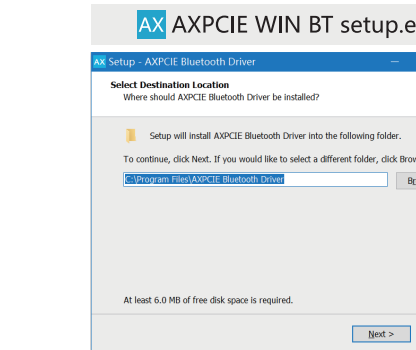 AX AXPCIE WIN BT setup.e
AX Setup - AXPCIE Bluetooth Driver
Select Destination Location
Where should AXPCIE Bluetooth Driver be installed?
Setup will install AXPCIE Bluetooth Driver into the following folder.
To continue, click Next. If you would like to select a different folder, click Brow
C:\Program Files\AXPCIE Bluetooth Driver
Br
At least 6.0 MB of free disk space is required.
Next >